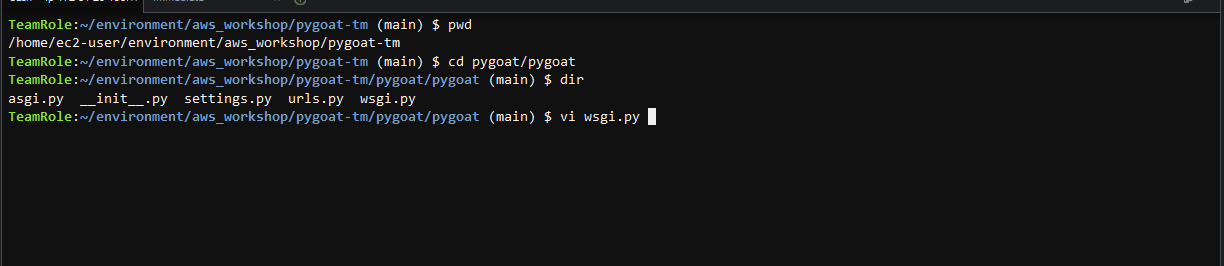 TeamRole:~/environment/aws_workshop/pygoat-tm (main) $ pwd
/home/ec2-user/environment/aws_workshop/pygoat-tm
TeamRole:~/environment/aws_workshop/pygoat-tm (main) $ cd pygoat/pygoat
TeamRole:~/environment/aws_workshop/pygoat-tm/pygoat/pygoat (main) $ dir
asgi.py  __init__.py  settings.py  urls.py  wsgi.py
TeamRole:~/environment/aws_workshop/pygoat-tm/pygoat/pygoat (main) $ vi wsgi.py